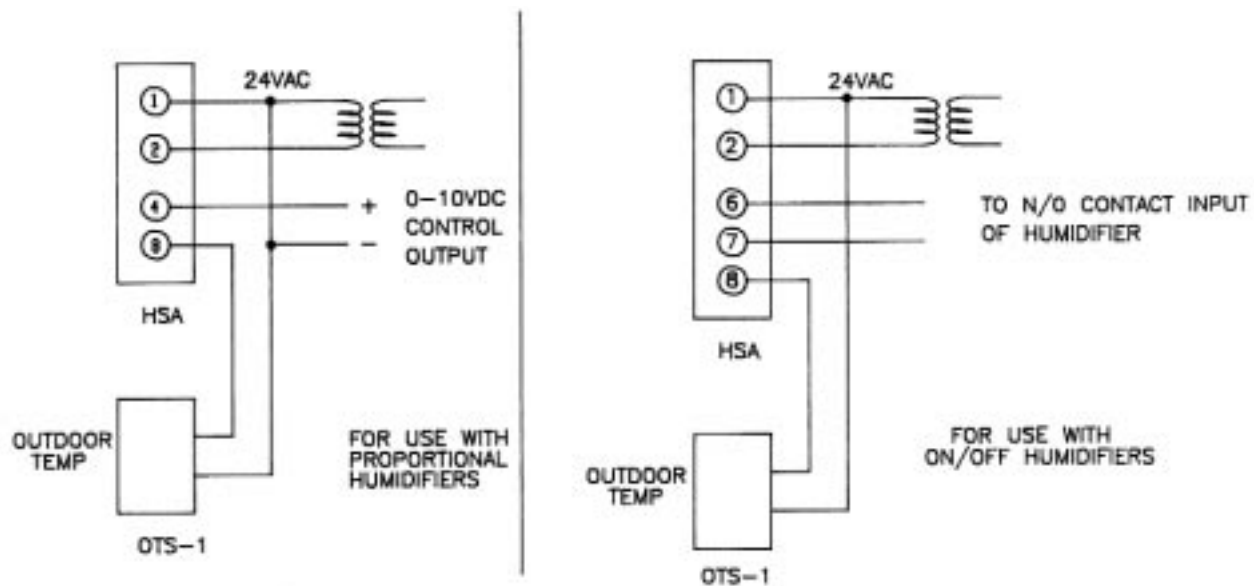 24VAC
1
2
4
+ 0-10VDC
CONTROL
- OUTPUT
HSA
OUTDOOR
TEMP
FOR USE WITH
PROPORTIONAL
HUMIDIFIERS
OTS-1
24VAC
1
2
6
TO N/O CONTACT INPUT
OF HUMIDIFIER
7
8
HSA
FOR USE WITH
ON/OFF HUMIDIFIERS
OUTDOOR
TEMP
OTS-1